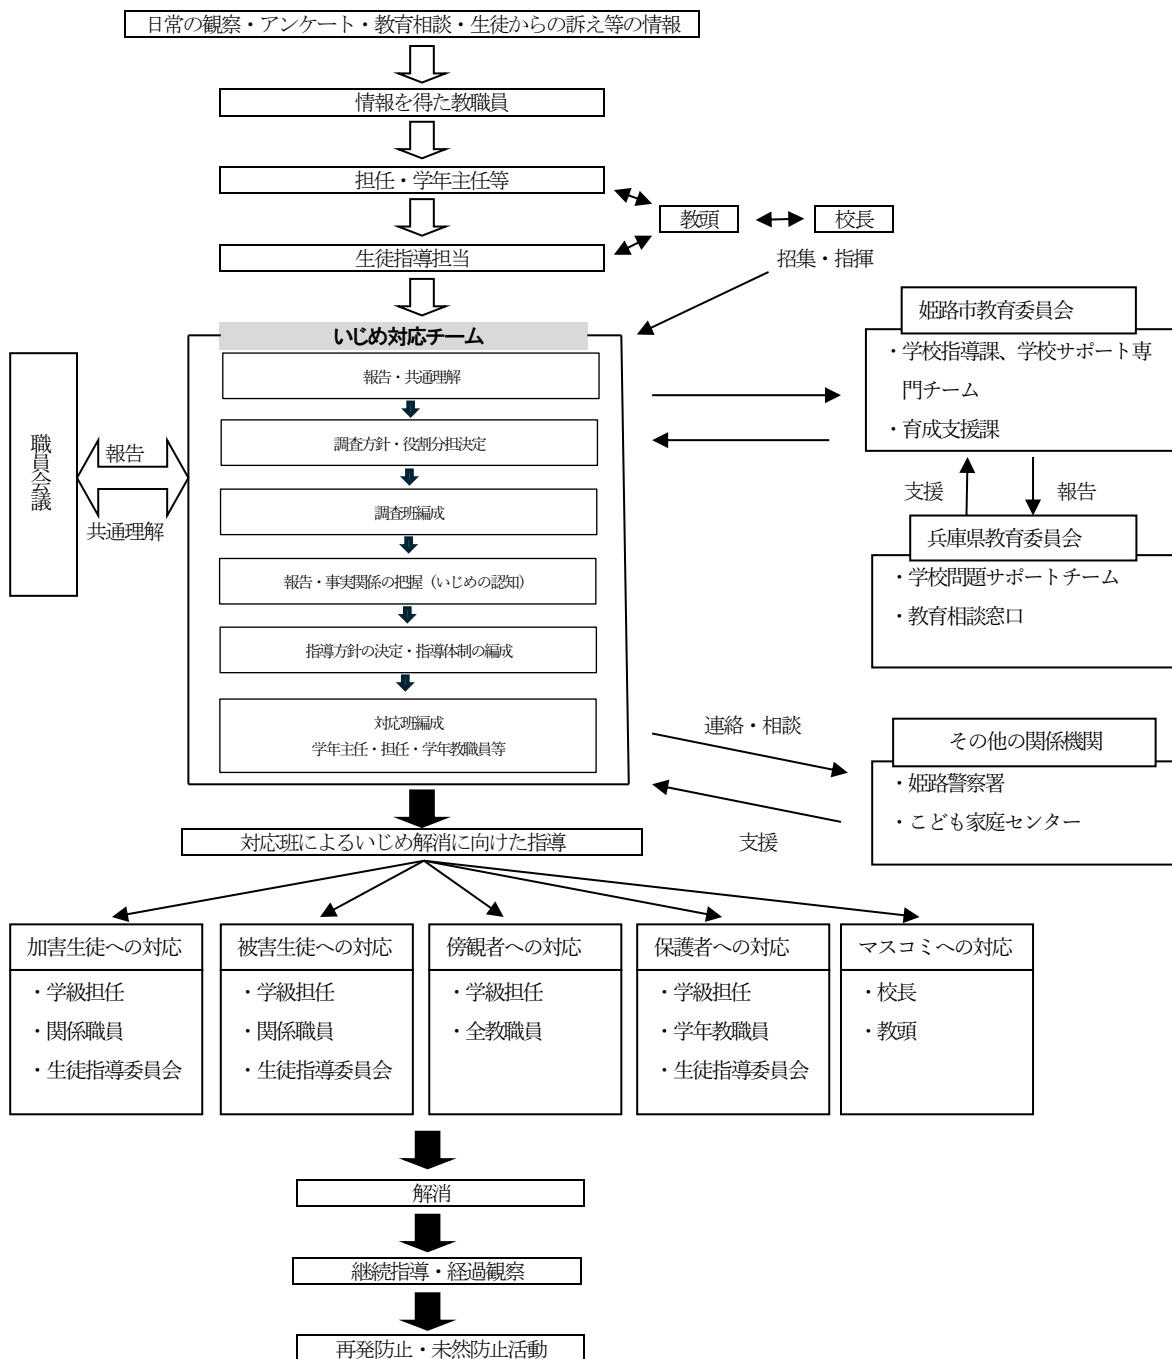 日常の観察・アンケート・教育相談・生徒からの訴え等の情報
情報を得た教職員
担任・学年主任等
教頭
校長
生徒指導担当
招集・指揮
いじめ対応チーム
報告・共通理解
調査方針・役割分担決定
調査班編成
報告・事実関係の把握（いじめの認知）
指導方針の決定・指導体制の編成
対応班編成
学年主任・担任・学年教職員等
職員会議
報告
共通理解
姫路市教育委員会
・学校指導課、学校サポート専
門チーム
・育成支援課
支援
報告
兵庫県教育委員会
・学校問題サポートチーム
・教育相談窓口
連絡・相談
その他の関係機関
・姫路警察署
・こども家庭センター
支援
対応班によるいじめ解消に向けた指導
加害生徒への対応
・学級担任
・関係職員
・生徒指導委員会
被害生徒への対応
・学級担任
・関係職員
・生徒指導委員会
傍観者への対応
・学級担任
・全教職員
保護者への対応
・学級担任
・学年教職員
・生徒指導委員会
マスコミへの対応
・校長
・教頭
解消
継続指導・経過観察
再発防止・未然防止活動